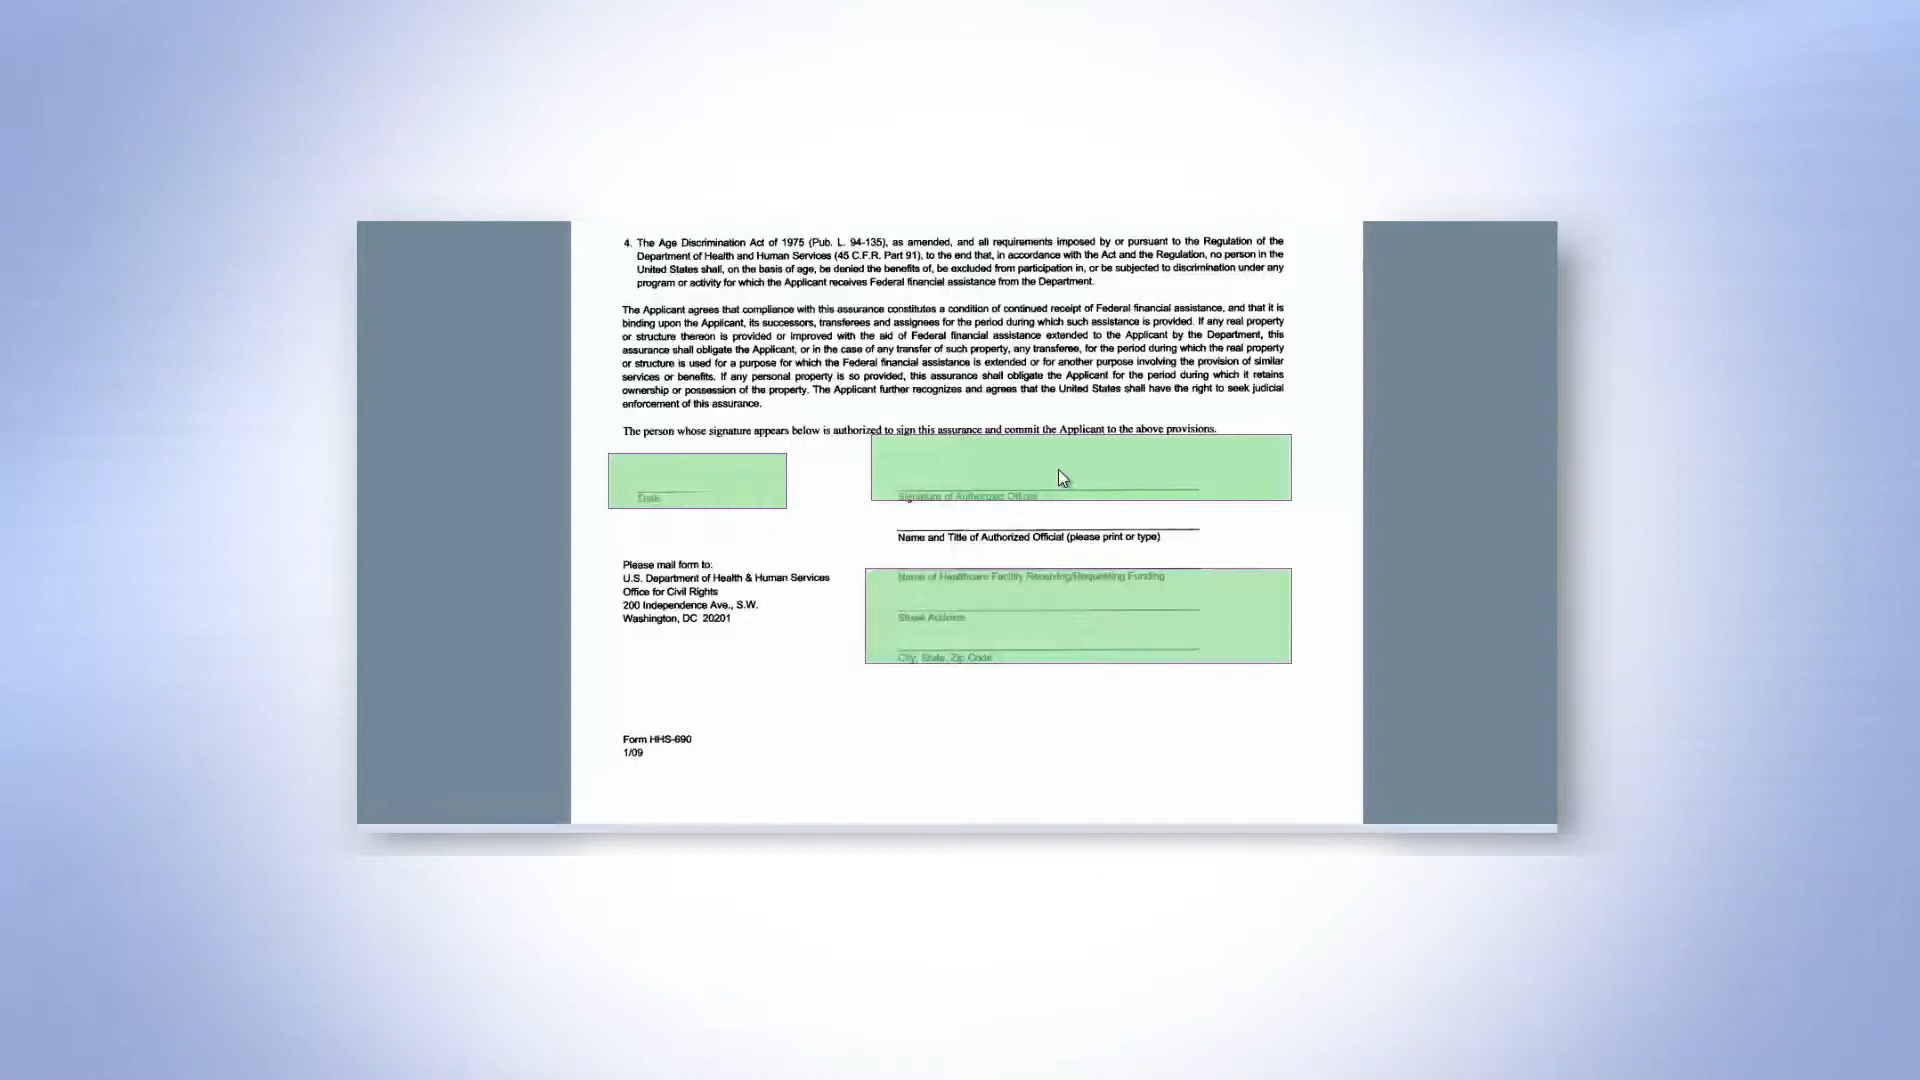 4. The Age Discrimination Act of 1975 (Pub. L. 94-135), as amended, and all requirements imposed by or pursuant to the Regulation of the
Department of Health and Human Services (45 C.F.R. Part 91), to the end that, in accordance with the Act and the Regulation, no person in the
United States shall, on the basis of age, be denied the benefits of, be excluded from participation in, or be subjected to discrimination under any
program or activity for which the Applicant receives Federal financial assistance from the Department.
The Applicant agrees that compliance with this assurance constitutes a condition of continued receipt of Federal financial assistance, and that it is
binding upon the Applicant, its successors, transferees and assignees for the period during which such assistance is provided. If any real property
or structure thereon is provided or improved with the aid of Federal financial assistance extended to the Applicant by the Department, this
assurance shall obligate the Applicant, or in the case of any transfer of such property, any transferee, for the period during which the real property
or structure is used for a purpose for which the Federal financial assistance is extended or for another purpose involving the provision of similar
services or benefits. If any personal property is so provided, this assurance shall obligate the Applicant for the period during which it retains
ownership or possession of the property. The Applicant further recognizes and agrees that the United States shall have the right to seek judicial
enforcement of this assurance.
The person whose signature appears below is authorized to sign this assurance and commit the Applicant to the above provisions.
Date
Signature of Authorized Official
Name and Title of Authorized Official (please print or type)
Please mail form to:
U.S. Department of Health & Human Services
Office for Civil Rights
200 Independence Ave., S.W.
Washington, DC 20201
Name of Healthcare Facility Receiving/Requesting Funding
Street Address
City, State, Zip Code
Form HHS-690
1/09